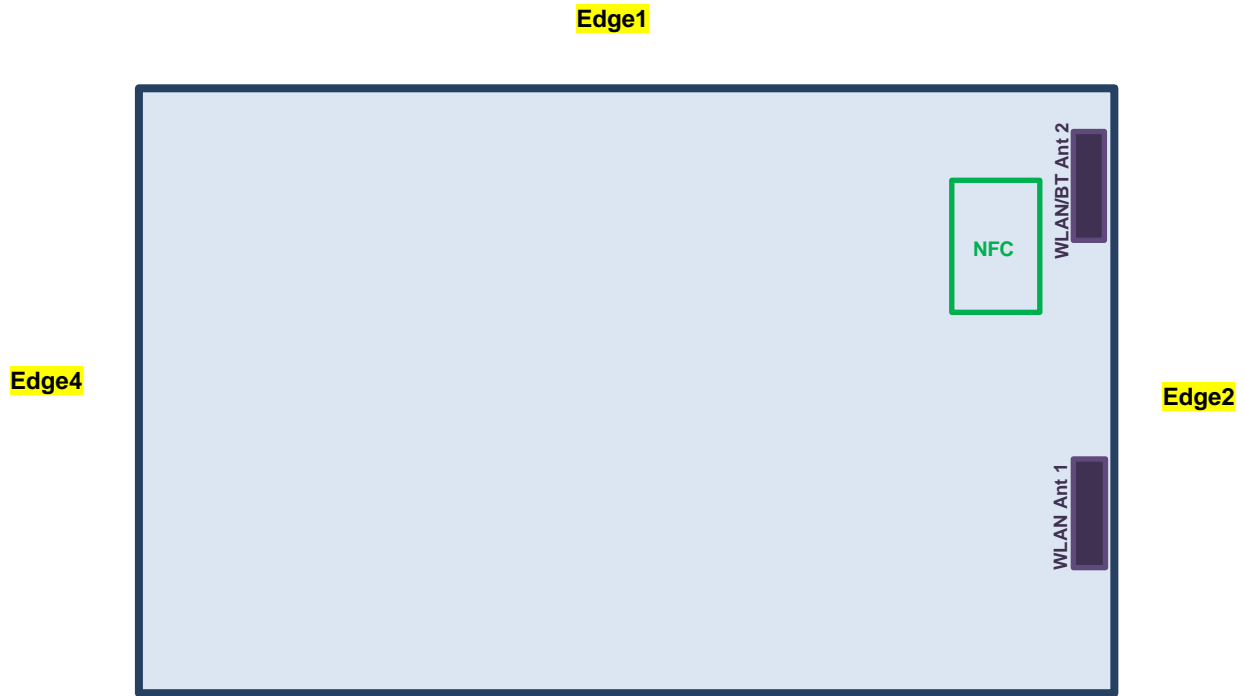 Edge1
WLAN/BT Ant 2
NFC
Edge4
Edge2
WLAN Ant 1